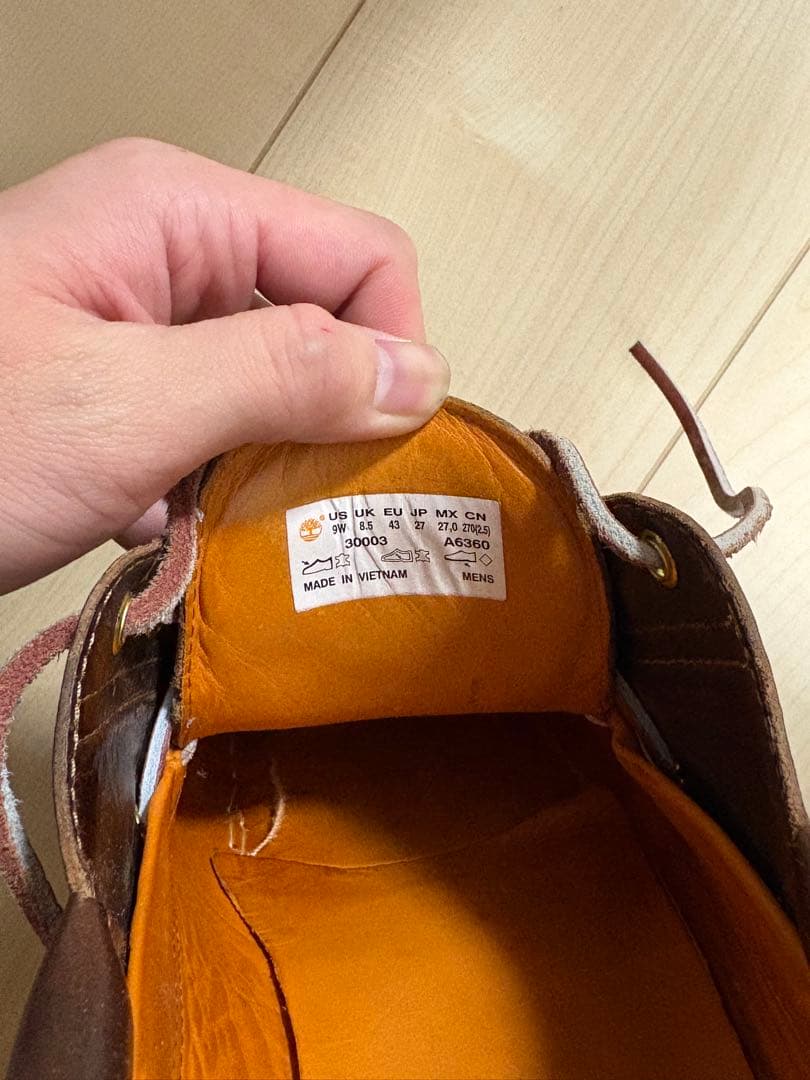 US UK EU JP MX CN
9W 8.5 43 27 27,0 270(2.5)
30003 A6360
MADE IN VIETNAM MENS